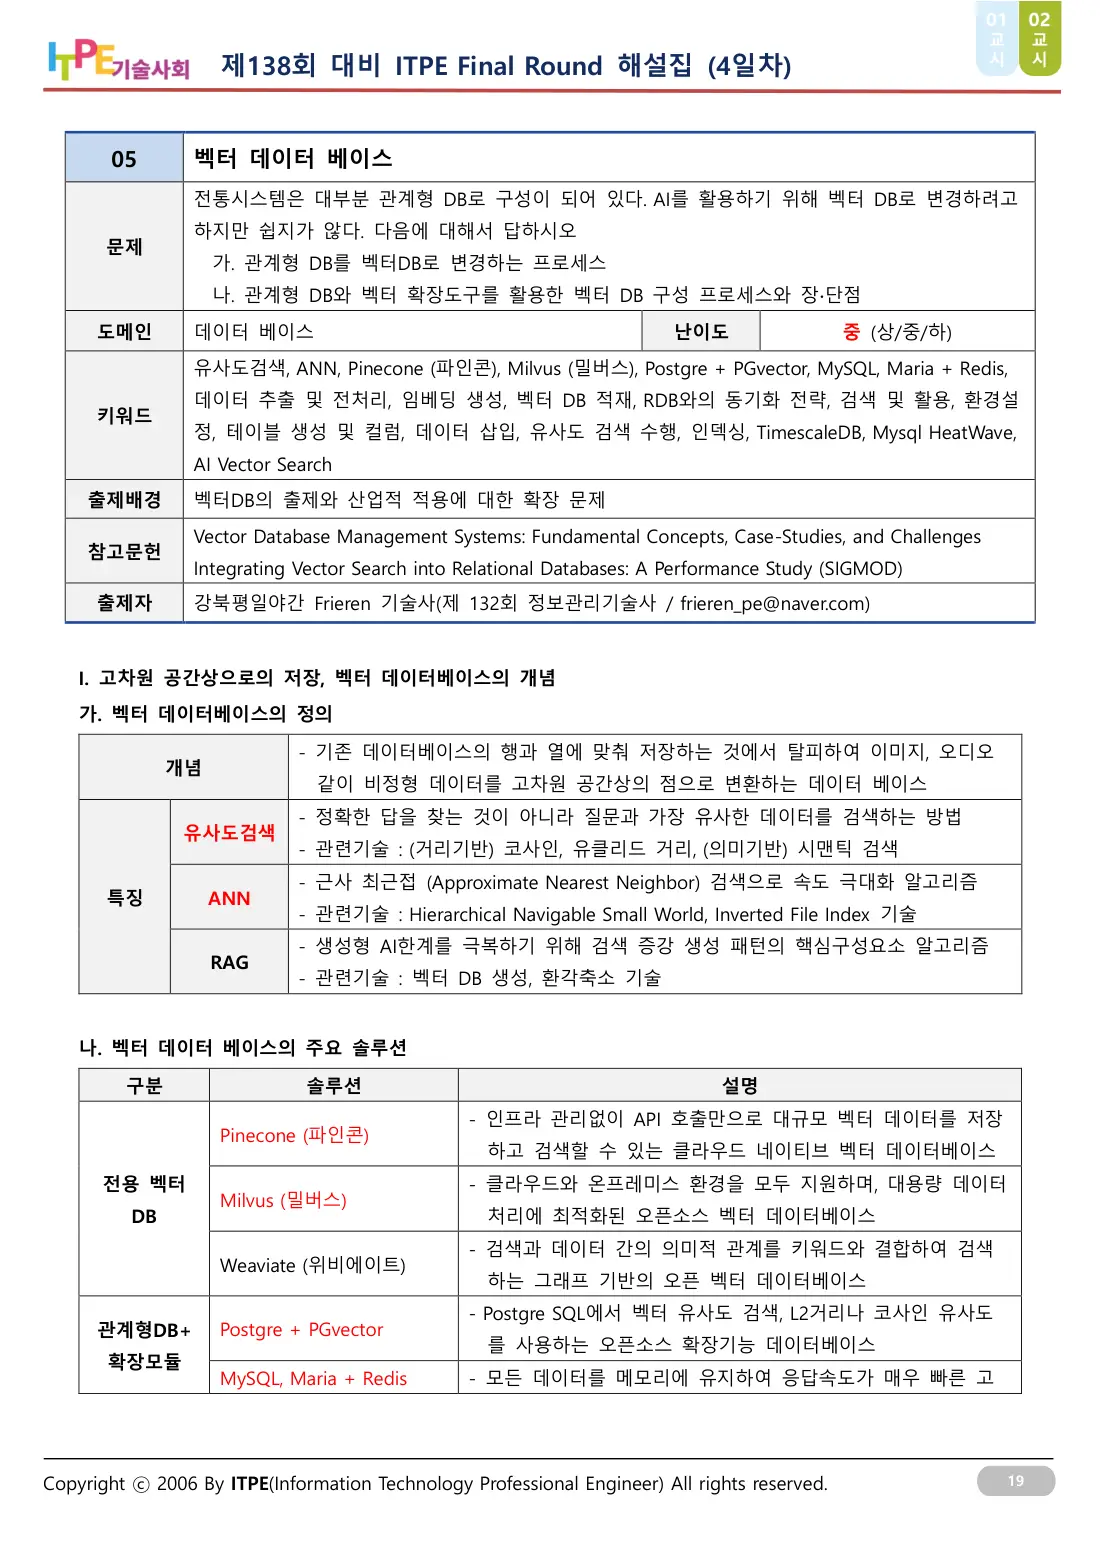 ITPE기술사회 제138회 대비 ITPE Final Round 해설집 (4일차)
01 교시
02 교시
05 벡터 데이터 베이스
문제
전통시스템은 대부분 관계형 DB로 구성이 되어 있다. AI를 활용하기 위해 벡터 DB로 변경하려고
하지만 쉽지가 않다. 다음에 대해서 답하시오
가. 관계형 DB를 벡터DB로 변경하는 프로세스
나. 관계형 DB와 벡터 확장도구를 활용한 벡터 DB 구성 프로세스와 장·단점
도메인 데이터 베이스 난이도 중 (상/중/하)
키워드
유사도검색, ANN, Pinecone (파인콘), Milvus (밀버스), Postgre + PGvector, MySQL, Maria + Redis,
데이터 추출 및 전처리, 임베딩 생성, 벡터 DB 적재, RDB와의 동기화 전략, 검색 및 활용, 환경설
정, 테이블 생성 및 컬럼, 데이터 삽입, 유사도 검색 수행, 인덱싱, TimescaleDB, Mysql HeatWave,
AI Vector Search
출제배경 벡터DB의 출제와 산업적 적용에 대한 확장 문제
참고문헌
Vector Database Management Systems: Fundamental Concepts, Case-Studies, and Challenges
Integrating Vector Search into Relational Databases: A Performance Study (SIGMOD)
출제자 강북평일야간 Frieren 기술사(제 132회 정보관리기술사 / frieren_pe@naver.com)
I. 고차원 공간상으로의 저장, 벡터 데이터베이스의 개념
가. 벡터 데이터베이스의 정의
개념
- 기존 데이터베이스의 행과 열에 맞춰 저장하는 것에서 탈피하여 이미지, 오디오
같이 비정형 데이터를 고차원 공간상의 점으로 변환하는 데이터 베이스
특징
유사도검색
- 정확한 답을 찾는 것이 아니라 질문과 가장 유사한 데이터를 검색하는 방법
- 관련기술 : (거리기반) 코사인, 유클리드 거리, (의미기반) 시맨틱 검색
ANN
- 근사 최근접 (Approximate Nearest Neighbor) 검색으로 속도 극대화 알고리즘
- 관련기술 : Hierarchical Navigable Small World, Inverted File Index 기술
RAG
- 생성형 AI한계를 극복하기 위해 검색 증강 생성 패턴의 핵심구성요소 알고리즘
- 관련기술 : 벡터 DB 생성, 환각축소 기술
나. 벡터 데이터 베이스의 주요 솔루션
구분 솔루션 설명
전용 벡터
DB
Pinecone (파인콘)
- 인프라 관리없이 API 호출만으로 대규모 벡터 데이터를 저장
하고 검색할 수 있는 클라우드 네이티브 벡터 데이터베이스
Milvus (밀버스)
- 클라우드와 온프레미스 환경을 모두 지원하며, 대용량 데이터
처리에 최적화된 오픈소스 벡터 데이터베이스
Weaviate (위비에이트)
- 검색과 데이터 간의 의미적 관계를 키워드와 결합하여 검색
하는 그래프 기반의 오픈 벡터 데이터베이스
관계형DB+
확장모듈
Postgre + PGvector
- Postgre SQL에서 벡터 유사도 검색, L2거리나 코사인 유사도
를 사용하는 오픈소스 확장기능 데이터베이스
MySQL, Maria + Redis
- 모든 데이터를 메모리에 유지하여 응답속도가 매우 빠른 고
Copyright ⓒ 2006 By ITPE(Information Technology Professional Engineer) All rights reserved.
19